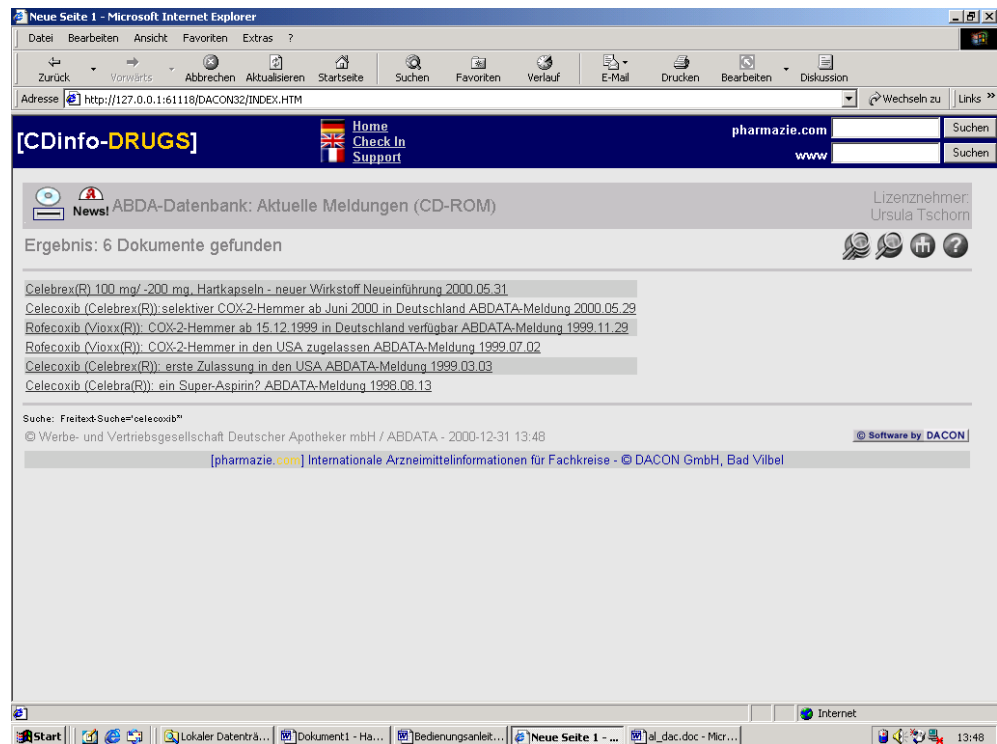 Neue Seite 1 - Microsoft Internet Explorer
Datei Bearbeiten Ansicht Favoriten Extras ?
Zurück Vorwärts Abbrechen Aktualisieren Startseite Suchen Favoriten Verlauf E-Mail Drucken Bearbeiten Diskussion
Adresse http://127.0.0.1:61118/DACON32/INDEX.HTM Wechseln zu Links »
[CDinfo-DRUGS]
Home
Check In
Support
pharmazie.com Suchen
www Suchen
News! ABDA-Datenbank: Aktuelle Meldungen (CD-ROM)
Lizenznehmer:
Ursula Tschorn
Ergebnis: 6 Dokumente gefunden
Celebrex(R) 100 mg/ -200 mg, Hartkapseln - neuer Wirkstoff Neueinführung 2000.05.31
Celecoxib (Celebrex(R)):selektiver COX-2-Hemmer ab Juni 2000 in Deutschland ABDATA-Meldung 2000.05.29
Rofecoxib (Vioxx(R)): COX-2-Hemmer ab 15.12.1999 in Deutschland verfügbar ABDATA-Meldung 1999.11.29
Rofecoxib (Vioxx(R)): COX-2-Hemmer in den USA zugelassen ABDATA-Meldung 1999.07.02
Celecoxib (Celebrex(R)): erste Zulassung in den USA ABDATA-Meldung 1999.03.03
Celecoxib (Celebra(R)): ein Super-Aspirin? ABDATA-Meldung 1998.08.13
Suche: Freitext-Suche='celecoxib*'
© Werbe- und Vertriebsgesellschaft Deutscher Apotheker mbH / ABDATA - 2000-12-31 13:48
© Software by DACON
[pharmazie.com] Internationale Arzneimittelinformationen für Fachkreise - © DACON GmbH, Bad Vilbel
Internet
Start Lokaler Datenträ... Dokument1 - Ha... Bedienungsanleit... Neue Seite 1 - ... al_dac.doc - Micr... 13:48